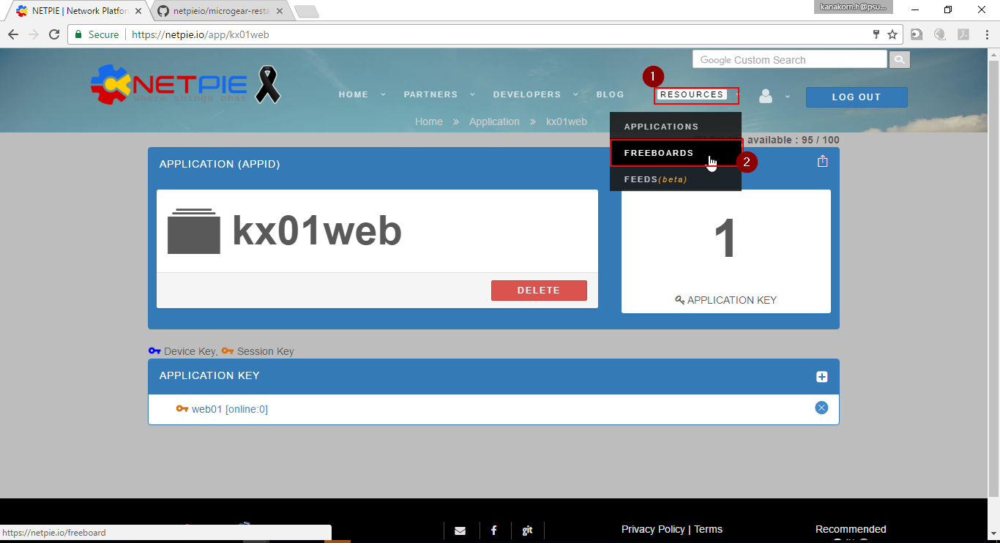 NETPIE | Network Platfor
netpieio/microgear-resta
kanakorn.h@psu...
Secure
https://netpie.io/app/kx01web
Google Custom Search
NETPIE
where things chat
1
HOME
PARTNERS
DEVELOPERS
BLOG
RESOURCES
LOG OUT
Home » Application » kx01web
APPLICATIONS
available : 95 / 100
FREEBOARDS
2
FEEDS(beta)
APPLICATION (APPID)
kx01web
1
DELETE
APPLICATION KEY
Device Key, Session Key
APPLICATION KEY
web01 [online:0]
https://netpie.io/freeboard
git
Privacy Policy | Terms
Recommended